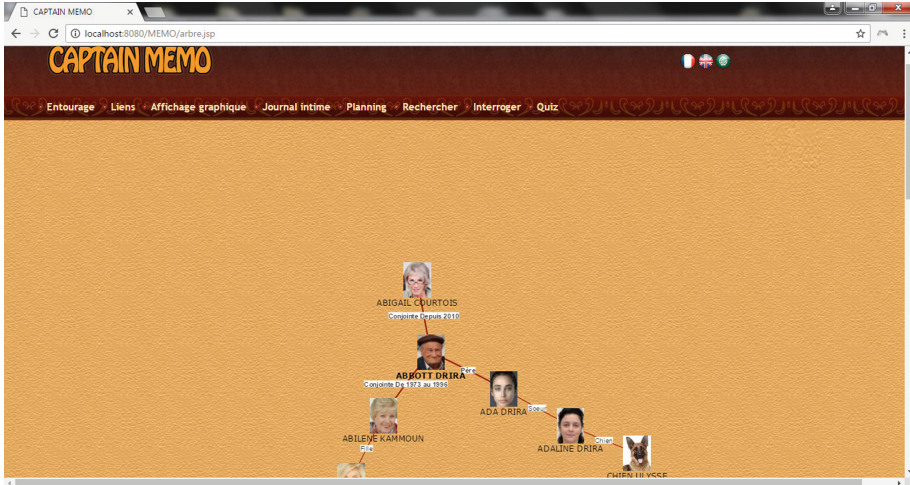 CAPTAIN MEMO
localhost:8080/MEMO/arbre.jsp
CAPTAIN MEMO
Entourage Liens Affichage graphique Journal intime Planning Rechercher Interroger Quiz
ABIGAIL COURTOIS
Conjointe Depuis 2010
ABBOTT DRIRA
Père
Conjointe De 1973 au 1996
ADA DRIRA
Soeur
ABILENE KAMMOUN
Chien
Fille
ADALINE DRIRA
CHIEN ULYSSE